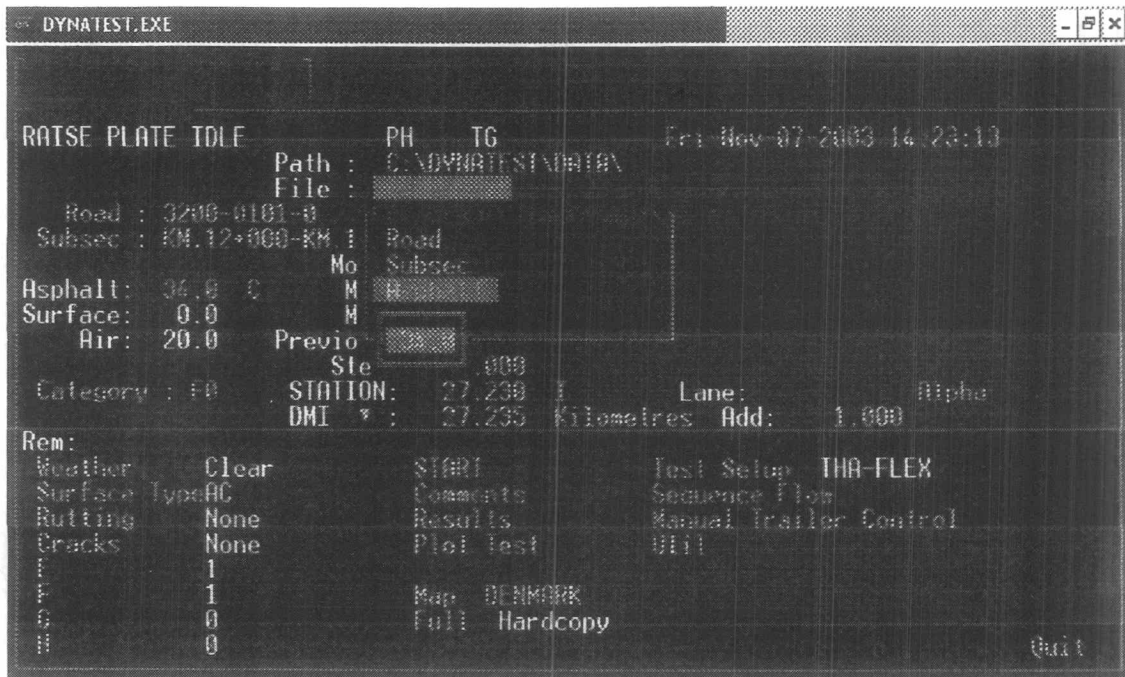 DYNATEST.EXE
RAISE PLATE IDLE PH TG Fri-Nov-07-2003 14:23:13
Path : C:\DYNATEST\DATA\
File :
Road : 3208-0101-0
Subsec : KM.12+000-KM.1 Road
Mo Subsec
Asphalt: 34.0 C M
Surface: 0.0 M
Air: 20.0 Previo
Ste .000
Category : F0 . STATION: 27.230 I Lane: Alpha
DMI * : 27.235 Kilometres Add: 1.000
Rem:
Weather Clear START Test Setup THA-FLEX
Surface TypeAC Comments Sequence Flow
Rutting None Results Manual Trailer Control
Cracks None Plot Test Util
E 1
F 1 Map DENMARK
G 0 Full Hardcopy
H 0 Quit